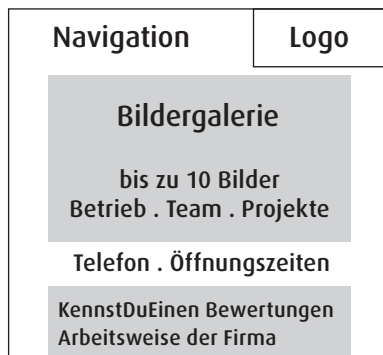 Navigation
Logo
Bildergalerie
bis zu 10 Bilder
Betrieb . Team . Projekte
Telefon . Öffnungszeiten
KennstDuEinen Bewertungen
Arbeitsweise der Firma